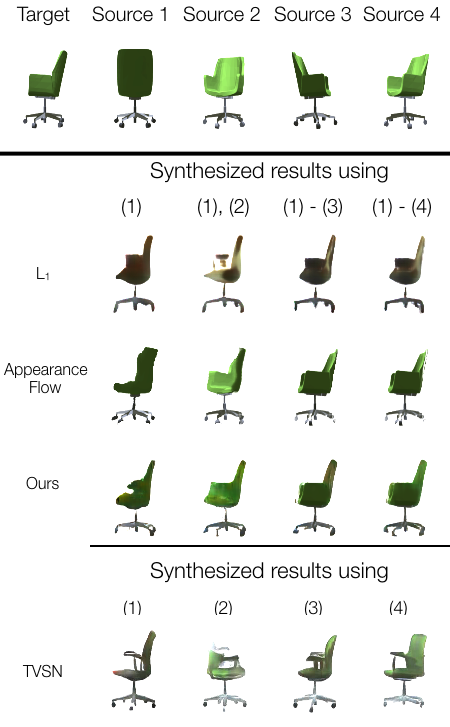 Target Source 1 Source 2 Source 3 Source 4
Synthesized results using
(1) (1), (2) (1) - (3) (1) - (4)
L₁
Appearance
Flow
Ours
Synthesized results using
(1) (2) (3) (4)
TVSN